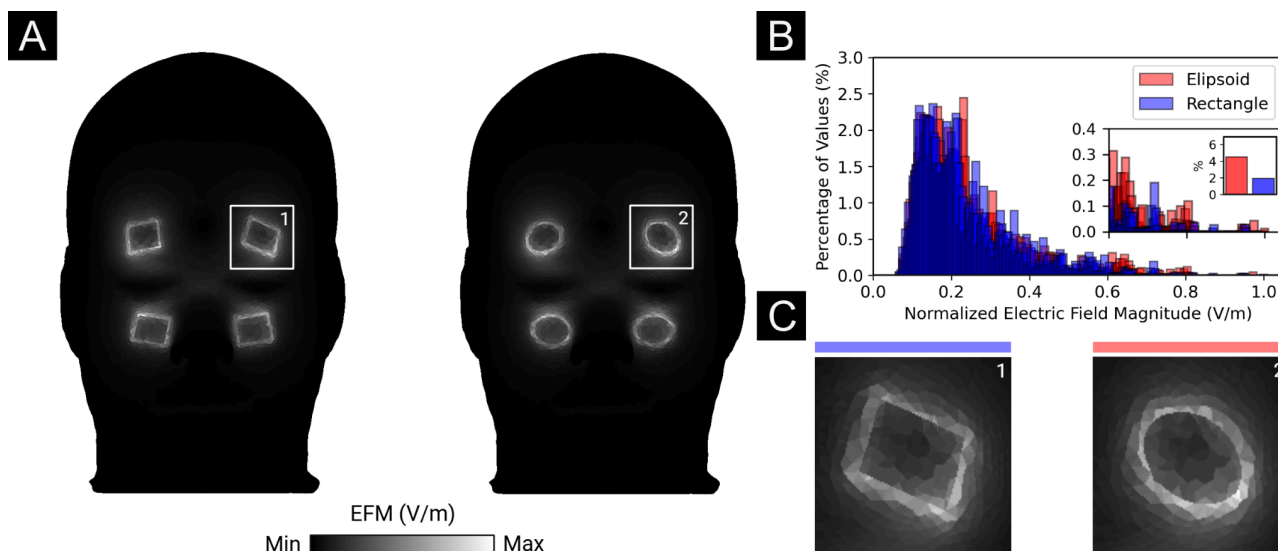 A
1
2
EFM (V/m)
Min
Max
B
Percentage of Values (%)
3.0
2.5
2.0
1.5
1.0
0.5
0.0
0.0
0.2
0.4
0.6
0.8
1.0
Normalized Electric Field Magnitude (V/m)
Elipsoid
Rectangle
0.4
0.3
0.2
0.1
0.0
%
6
4
2
0
C
1
2